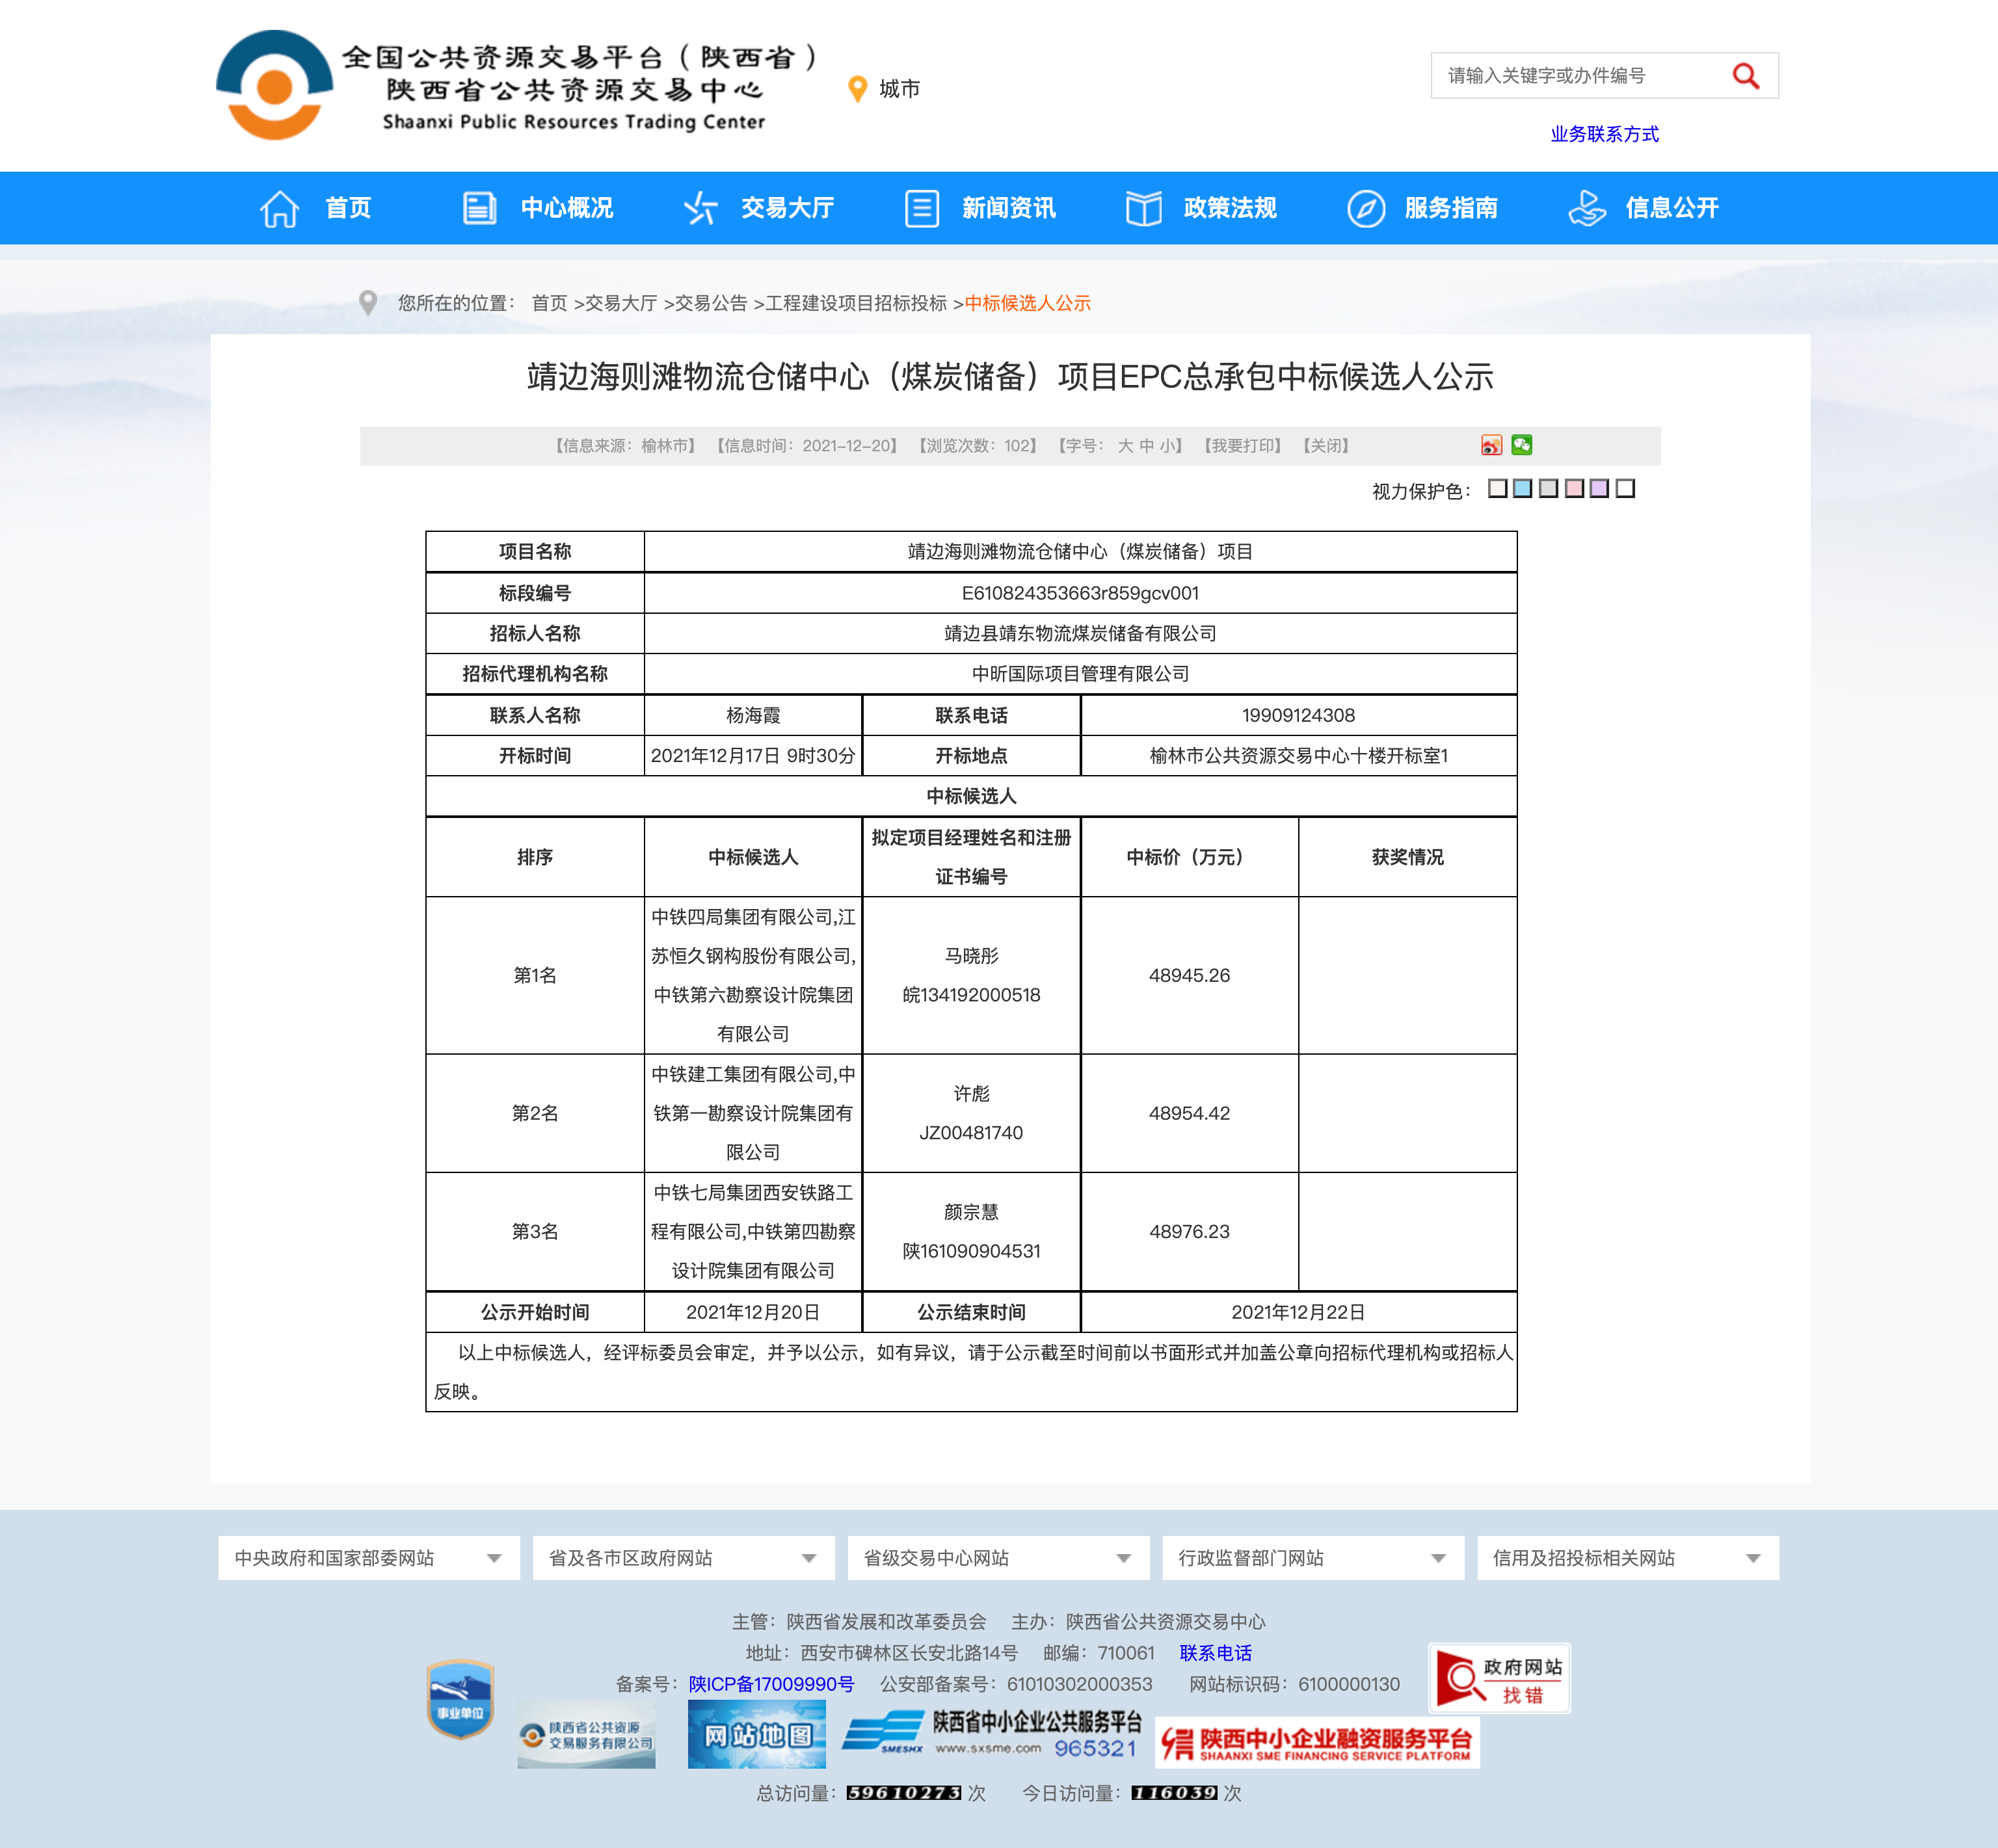 全国公共资源交易平台（陕西省）
陕西省公共资源交易中心
Shaanxi Public Resources Trading Center
城市
请输入关键字或办件编号
业务联系方式
首页 中心概况 交易大厅 新闻资讯 政策法规 服务指南 信息公开
您所在的位置： 首页 >交易大厅 >交易公告 >工程建设项目招标投标 >中标候选人公示
靖边海则滩物流仓储中心（煤炭储备）项目EPC总承包中标候选人公示
【信息来源：榆林市】 【信息时间：2021-12-20】 【浏览次数：102】 【字号： 大 中 小】 【我要打印】 【关闭】
视力保护色：
项目名称 靖边海则滩物流仓储中心（煤炭储备）项目
标段编号 E610824353663r859gcv001
招标人名称 靖边县靖东物流煤炭储备有限公司
招标代理机构名称 中昕国际项目管理有限公司
联系人名称 杨海霞 联系电话 19909124308
开标时间 2021年12月17日 9时30分 开标地点 榆林市公共资源交易中心十楼开标室1
中标候选人
排序 中标候选人 拟定项目经理姓名和注册
证书编号 中标价（万元） 获奖情况
第1名
中铁四局集团有限公司,江
苏恒久钢构股份有限公司,
中铁第六勘察设计院集团
有限公司
马晓彤
皖134192000518
48945.26
第2名
中铁建工集团有限公司,中
铁第一勘察设计院集团有
限公司
许彪
JZ00481740
48954.42
第3名
中铁七局集团西安铁路工
程有限公司,中铁第四勘察
设计院集团有限公司
颜宗慧
陕161090904531
48976.23
公示开始时间 2021年12月20日 公示结束时间 2021年12月22日
以上中标候选人，经评标委员会审定，并予以公示，如有异议，请于公示截至时间前以书面形式并加盖公章向招标代理机构或招标人
反映。
中央政府和国家部委网站 省及各市区政府网站 省级交易中心网站 行政监督部门网站 信用及招投标相关网站
主管：陕西省发展和改革委员会 主办：陕西省公共资源交易中心
地址：西安市碑林区长安北路14号 邮编：710061 联系电话
备案号：陕ICP备17009990号 公安部备案号：61010302000353 网站标识码：6100000130
事业单位
政府网站
找错
陕西省公共资源
交易服务有限公司
网站地图
SMESHX
陕西省中小企业公共服务平台
www.sxsme.com 965321
陕西中小企业融资服务平台
SHAANXI SME FINANCING SERVICE PLATFORM
总访问量：59610273 次 今日访问量：116039 次